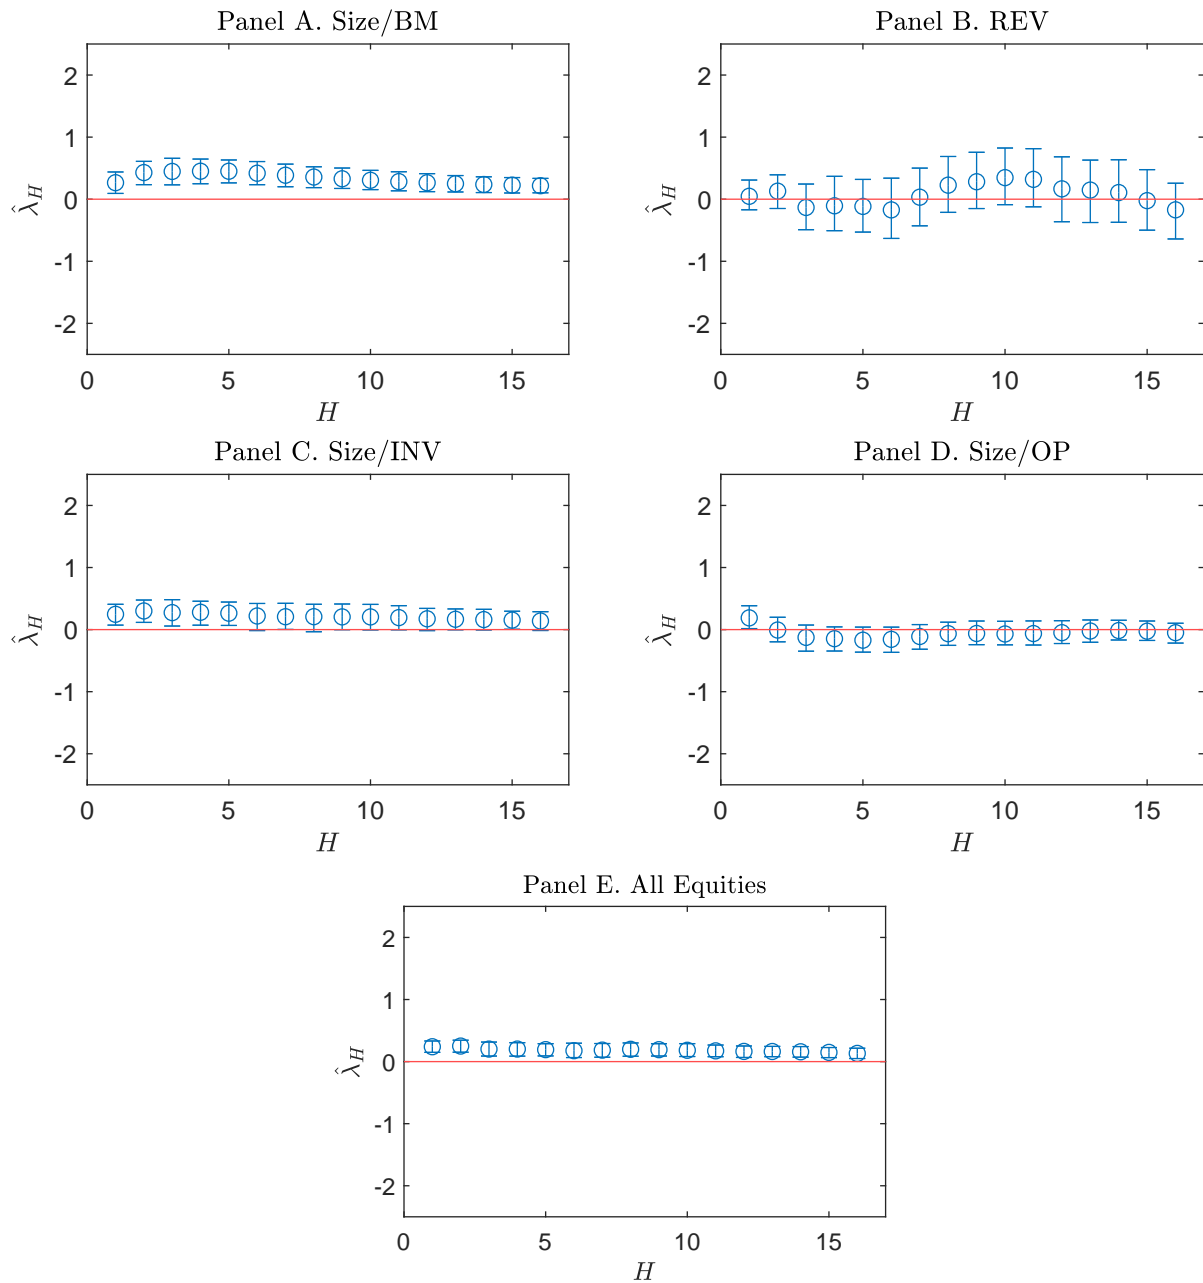 Panel A. Size/BM
2
1
0
-1
-2
λ̂_H
0 5 10 15
H
Panel B. REV
2
1
0
-1
-2
λ̂_H
0 5 10 15
H
Panel C. Size/INV
2
1
0
-1
-2
λ̂_H
0 5 10 15
H
Panel D. Size/OP
2
1
0
-1
-2
λ̂_H
0 5 10 15
H
Panel E. All Equities
2
1
0
-1
-2
λ̂_H
0 5 10 15
H